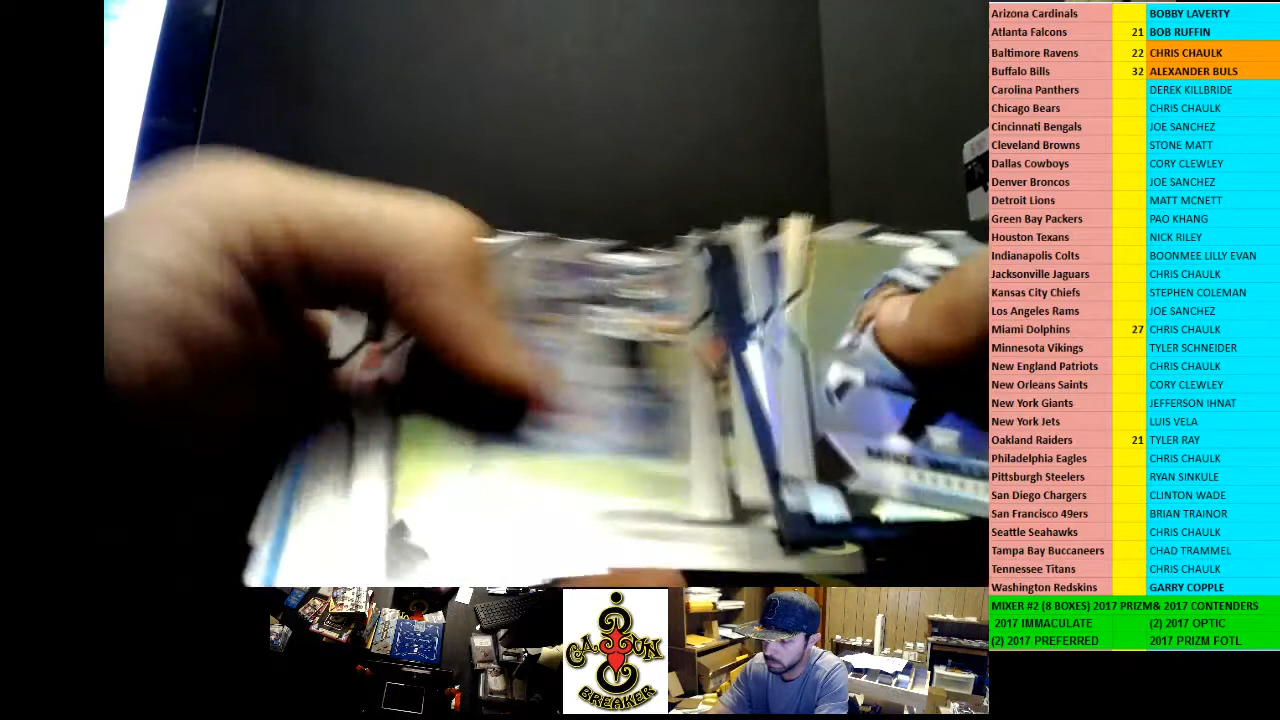 Arizona Cardinals BOBBY LAVERTY
Atlanta Falcons 21 BOB RUFFIN
Baltimore Ravens 22 CHRIS CHAULK
Buffalo Bills 32 ALEXANDER BULS
Carolina Panthers DEREK KILLBRIDE
Chicago Bears CHRIS CHAULK
Cincinnati Bengals JOE SANCHEZ
Cleveland Browns STONE MATT
Dallas Cowboys CORY CLEWLEY
Denver Broncos JOE SANCHEZ
Detroit Lions MATT MCNETT
Green Bay Packers PAO KHANG
Houston Texans NICK RILEY
Indianapolis Colts BOONMEE LILLY EVAN
Jacksonville Jaguars CHRIS CHAULK
Kansas City Chiefs STEPHEN COLEMAN
Los Angeles Rams JOE SANCHEZ
Miami Dolphins 27 CHRIS CHAULK
Minnesota Vikings TYLER SCHNEIDER
New England Patriots CHRIS CHAULK
New Orleans Saints CORY CLEWLEY
New York Giants JEFFERSON IHNAT
New York Jets LUIS VELA
Oakland Raiders 21 TYLER RAY
Philadelphia Eagles CHRIS CHAULK
Pittsburgh Steelers RYAN SINKULE
San Diego Chargers CLINTON WADE
San Francisco 49ers BRIAN TRAINOR
Seattle Seahawks CHRIS CHAULK
Tampa Bay Buccaneers CHAD TRAMMEL
Tennessee Titans CHRIS CHAULK
Washington Redskins GARRY COPPLE
MIXER #2 (8 BOXES) 2017 PRIZM& 2017 CONTENDERS
2017 IMMACULATE (2) 2017 OPTIC
(2) 2017 PREFERRED 2017 PRIZM FOTL
CAJUN
BREAKER